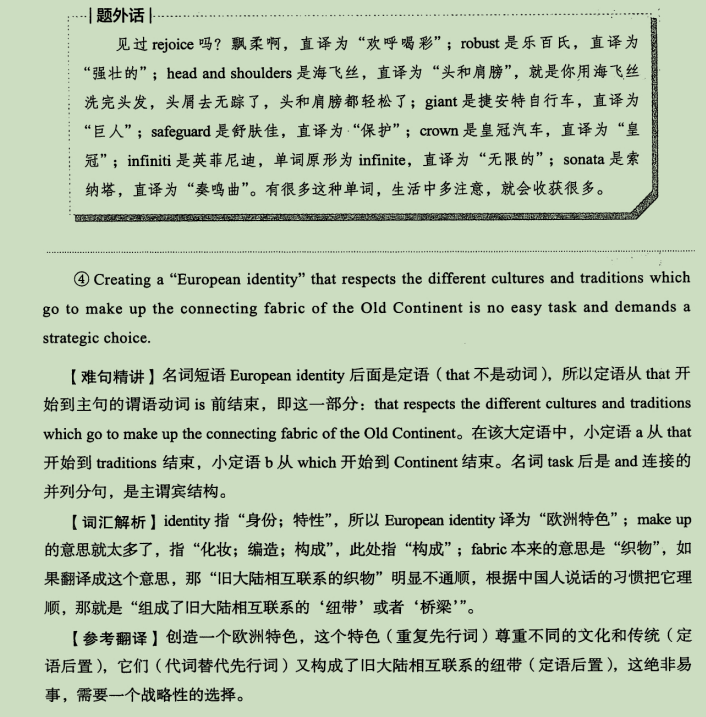 题外话
见过 rejoice 吗？飘柔啊，直译为“欢呼喝彩”；robust 是乐百氏，直译为
“强壮的”；head and shoulders 是海飞丝，直译为“头和肩膀”，就是你用海飞丝
洗完头发，头屑去无踪了，头和肩膀都轻松了；giant 是捷安特自行车，直译为
“巨人”；safeguard 是舒肤佳，直译为“保护”；crown 是皇冠汽车，直译为“皇
冠”；infiniti 是英菲尼迪，单词原形为 infinite，直译为“无限的”；sonata 是索
纳塔，直译为“奏鸣曲”。有很多这种单词，生活中多注意，就会收获很多。
④ Creating a “European identity” that respects the different cultures and traditions which
go to make up the connecting fabric of the Old Continent is no easy task and demands a
strategic choice.
【难句精讲】名词短语 European identity 后面是定语（that 不是动词），所以定语从 that 开
始到主句的谓语动词 is 前结束，即这一部分：that respects the different cultures and traditions
which go to make up the connecting fabric of the Old Continent。在该大定语中，小定语 a 从 that
开始到 traditions 结束，小定语 b 从 which 开始到 Continent 结束。名词 task 后是 and 连接的
并列分句，是主谓宾结构。
【词汇解析】identity 指“身份；特性”，所以 European identity 译为“欧洲特色”；make up
的意思就太多了，指“化妆；编造；构成”，此处指“构成”；fabric 本来的意思是“织物”，如
果翻译成这个意思，那“旧大陆相互联系的织物”明显不通顺，根据中国人说话的习惯把它理
顺，那就是“组成了旧大陆相互联系的‘纽带’或者‘桥梁’”。
【参考翻译】创造一个欧洲特色，这个特色（重复先行词）尊重不同的文化和传统（定
语后置），它们（代词替代先行词）又构成了旧大陆相互联系的纽带（定语后置），这绝非易
事，需要一个战略性的选择。